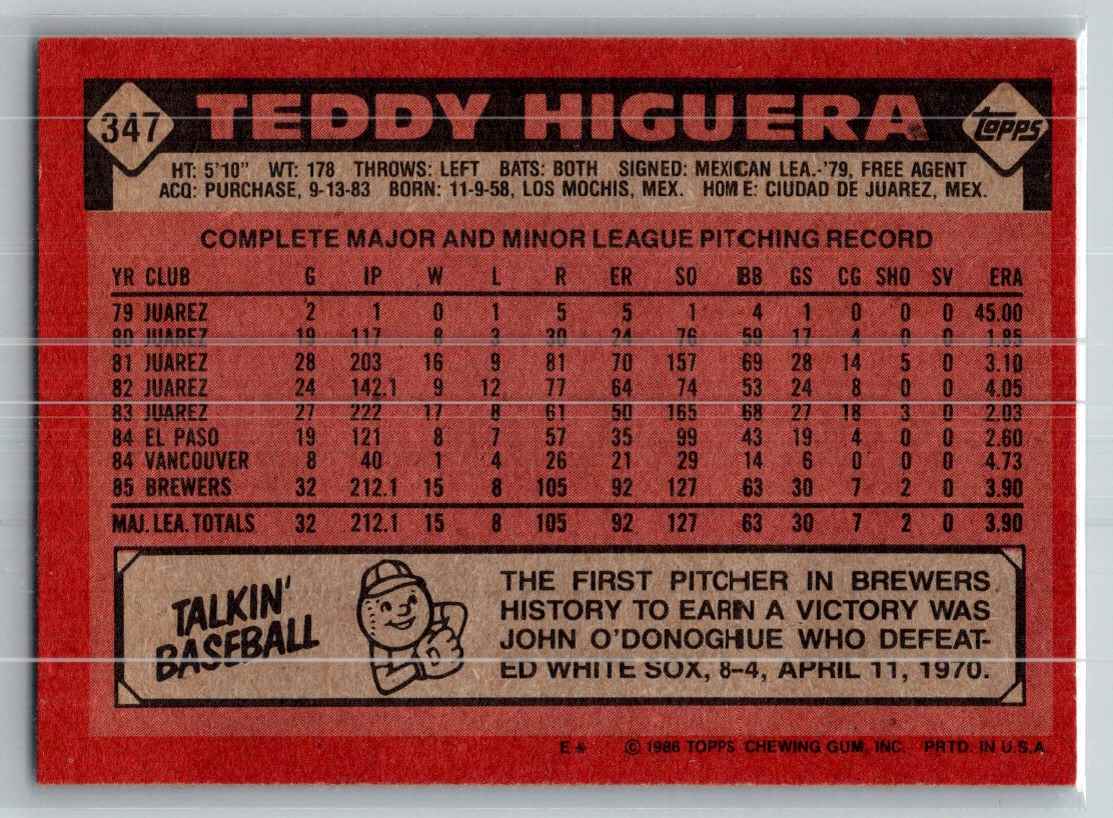 347 TEDDY HIGUERA topps
HT: 5'10" WT: 178 THROWS: LEFT BATS: BOTH SIGNED: MEXICAN LEA.-'79, FREE AGENT
ACQ: PURCHASE, 9-13-83 BORN: 11-9-58, LOS MOCHIS, MEX. HOME: CIUDAD DE JUAREZ, MEX.
COMPLETE MAJOR AND MINOR LEAGUE PITCHING RECORD
YR CLUB G IP W L R ER SO BB GS CG SHO SV ERA
79 JUAREZ 2 1 0 1 5 5 1 4 1 0 0 0 45.00
80 JUAREZ 19 117 8 3 30 24 76 59 17 4 0 0 1.85
81 JUAREZ 28 203 16 9 81 70 157 69 28 14 5 0 3.10
82 JUAREZ 24 142.1 9 12 77 64 74 53 24 8 0 0 4.05
83 JUAREZ 27 222 17 8 61 50 165 68 27 18 3 0 2.03
84 EL PASO 19 121 8 7 57 35 99 43 19 4 0 0 2.60
84 VANCOUVER 8 40 1 4 26 21 29 14 6 0 0 0 4.73
85 BREWERS 32 212.1 15 8 105 92 127 63 30 7 2 0 3.90
MAJ. LEA. TOTALS 32 212.1 15 8 105 92 127 63 30 7 2 0 3.90
TALKIN'
BASEBALL
THE FIRST PITCHER IN BREWERS
HISTORY TO EARN A VICTORY WAS
JOHN O'DONOGHUE WHO DEFEAT-
ED WHITE SOX, 8-4, APRIL 11, 1970.
E* © 1986 TOPPS CHEWING GUM, INC. PRTD. IN U.S.A.